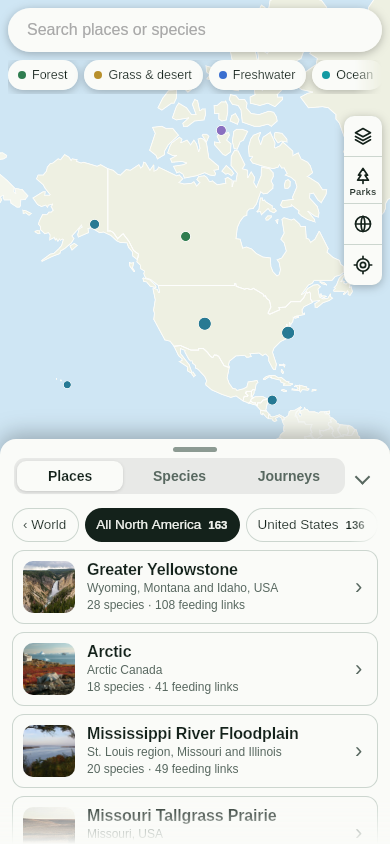 Search places or species
Forest
Grass & desert
Freshwater
Ocean
Parks
Places
Species
Journeys
‹ World
All North America 163
United States 136
Greater Yellowstone
Wyoming, Montana and Idaho, USA
28 species · 108 feeding links
Arctic
Arctic Canada
18 species · 41 feeding links
Mississippi River Floodplain
St. Louis region, Missouri and Illinois
20 species · 49 feeding links
Missouri Tallgrass Prairie
Missouri, USA